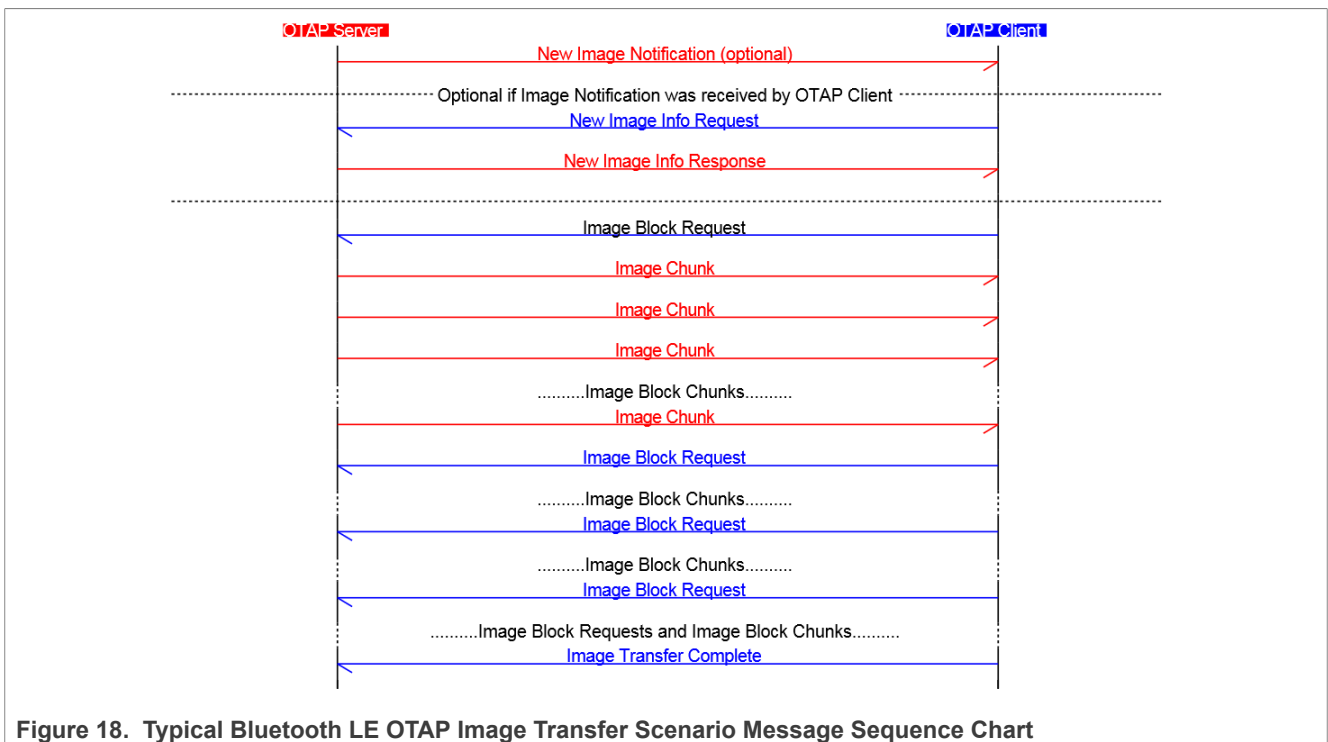 OTAP Server
OTAP Client
New Image Notification (optional)
Optional if Image Notification was received by OTAP Client
New Image Info Request
New Image Info Response
Image Block Request
Image Chunk
Image Chunk
Image Chunk
..........Image Block Chunks..........
Image Chunk
Image Block Request
..........Image Block Chunks..........
Image Block Request
..........Image Block Chunks..........
Image Block Request
..........Image Block Requests and Image Block Chunks..........
Image Transfer Complete
Figure 18. Typical Bluetooth LE OTAP Image Transfer Scenario Message Sequence Chart